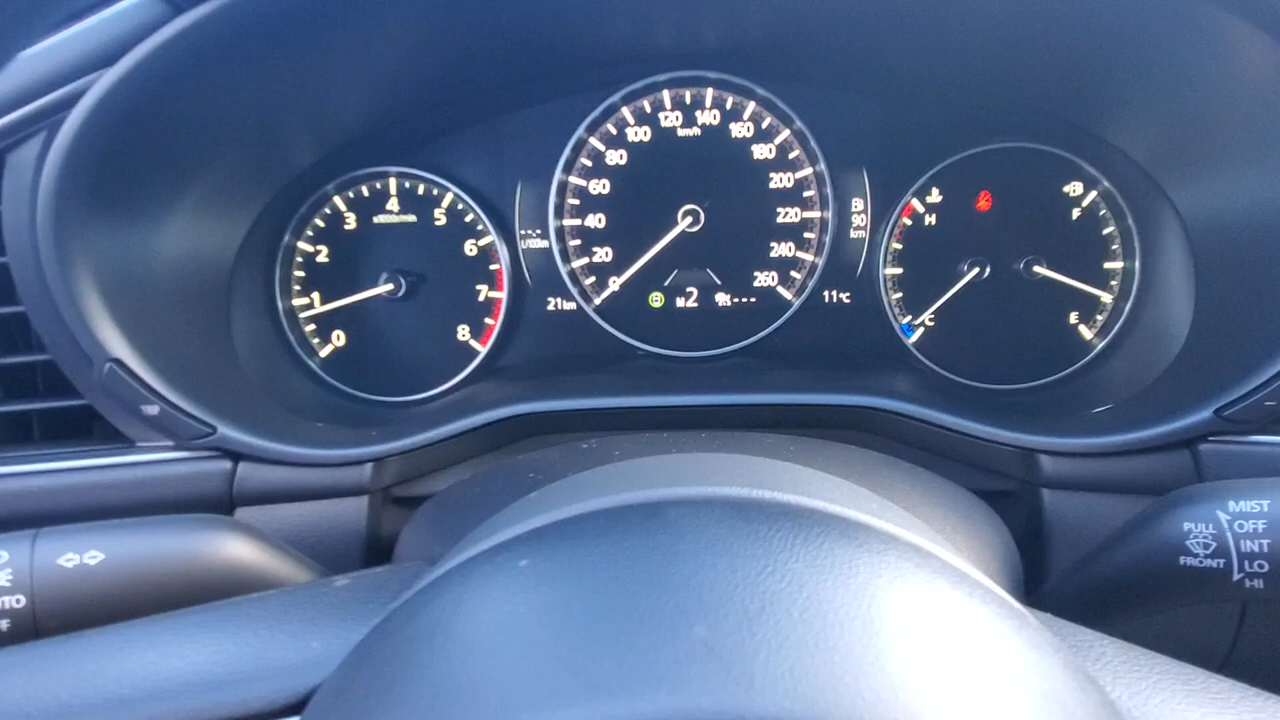 0
1
2
3
4
5
6
7
8
x1000r/min
-.-
L/100km
21km
0
20
40
60
80
100
120
140
160
180
200
220
240
260
km/h
M2
---
90
km
11°C
H
C
F
E
AUTO
PULL
FRONT
MIST
OFF
INT
LO
HI